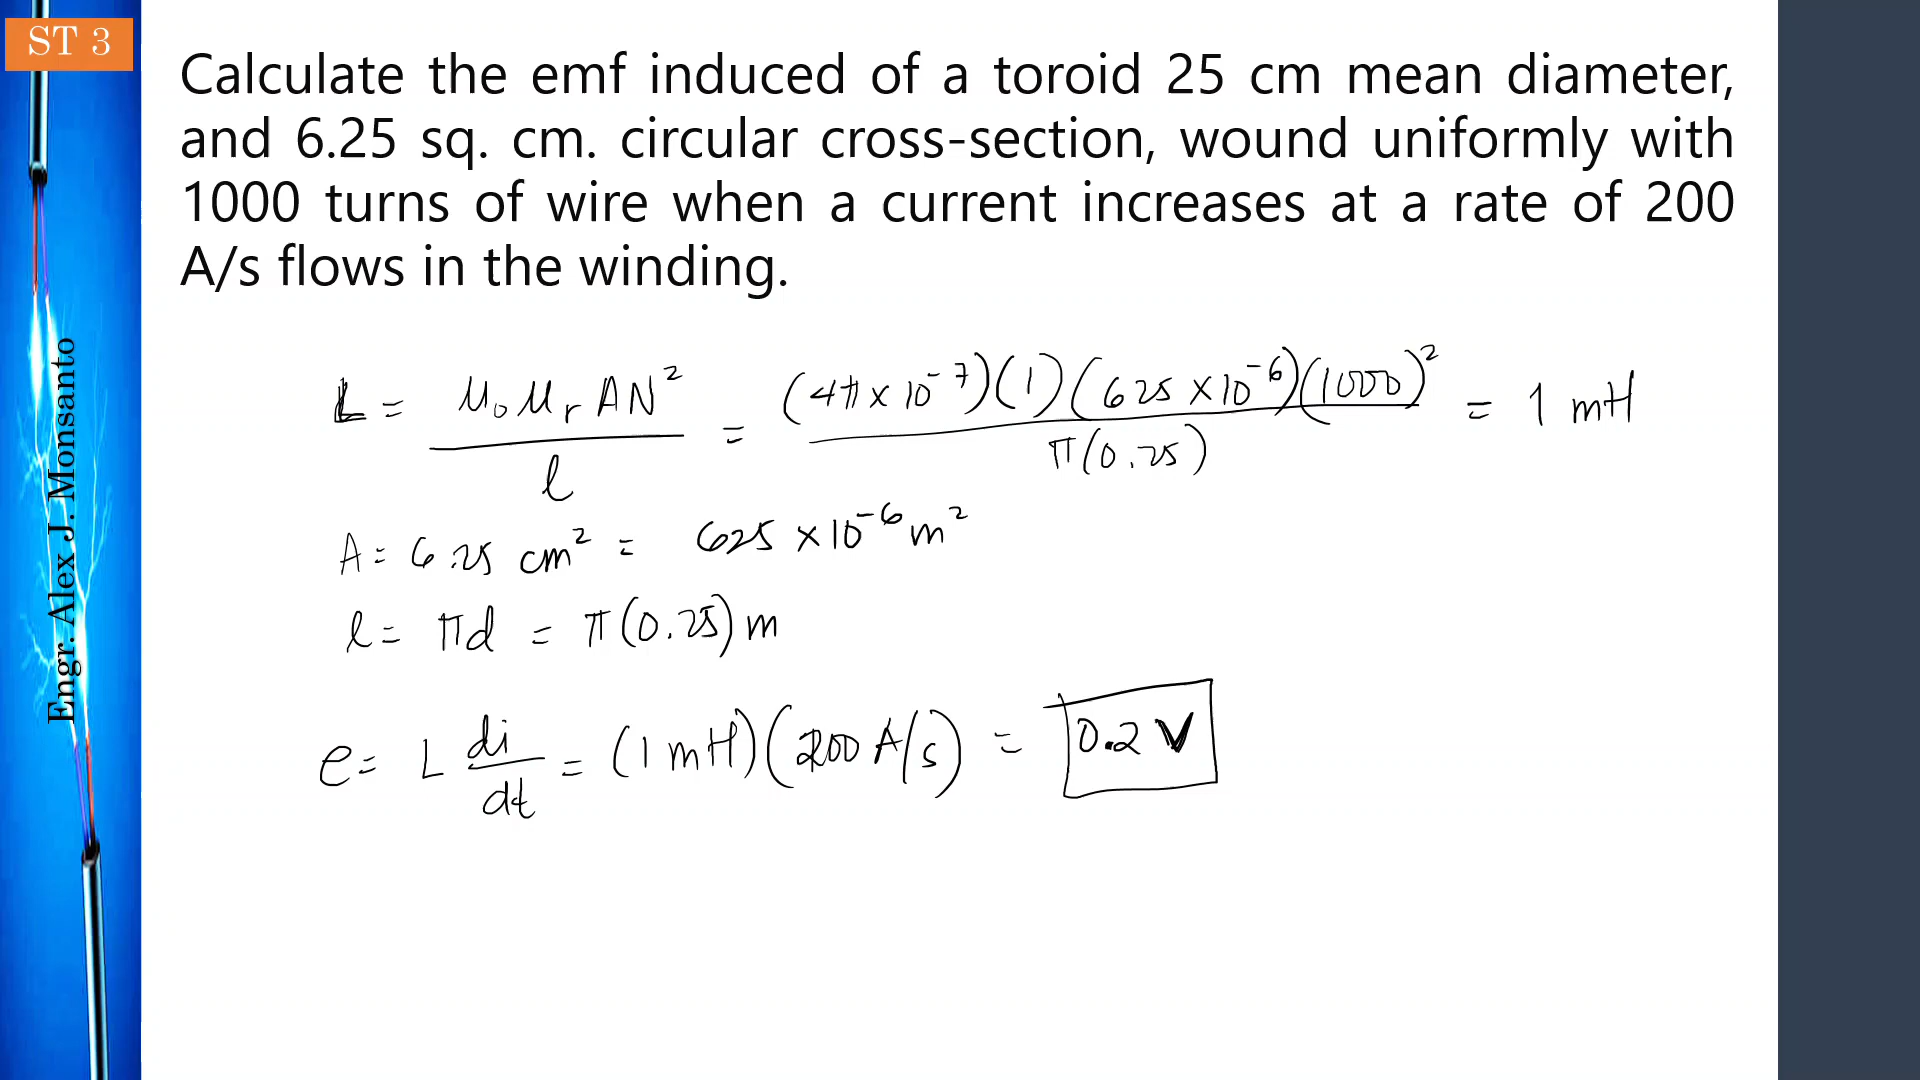 ST 3
Calculate the emf induced of a toroid 25 cm mean diameter,
and 6.25 sq. cm. circular cross-section, wound uniformly with
1000 turns of wire when a current increases at a rate of 200
A/s flows in the winding.
L = μ₀μᵣAN² / l = (4π×10⁻⁷)(1)(625×10⁻⁶)(1000)² / π(0.25) = 1 mH
A = 6.25 cm² = 625 ×10⁻⁶ m²
l = πd = π(0.25) m
e = L di/dt = (1 mH)(200 A/s) = 0.2 V
Engr. Alex J. Monsanto